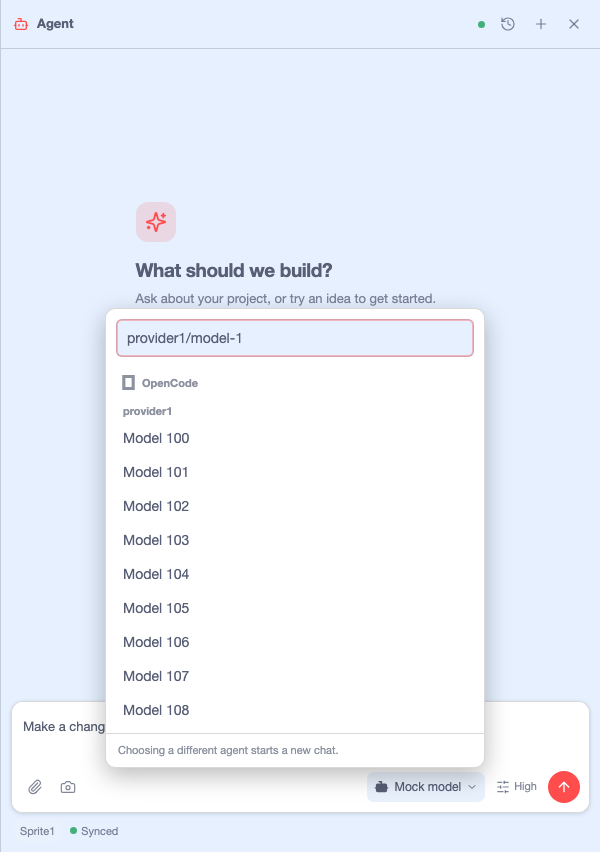 Agent
What should we build?
Ask about your project, or try an idea to get started.
provider1/model-1
OpenCode
provider1
Model 100
Model 101
Model 102
Model 103
Model 104
Model 105
Model 106
Model 107
Model 108
Choosing a different agent starts a new chat.
Make a chang
Mock model High
Sprite1 Synced